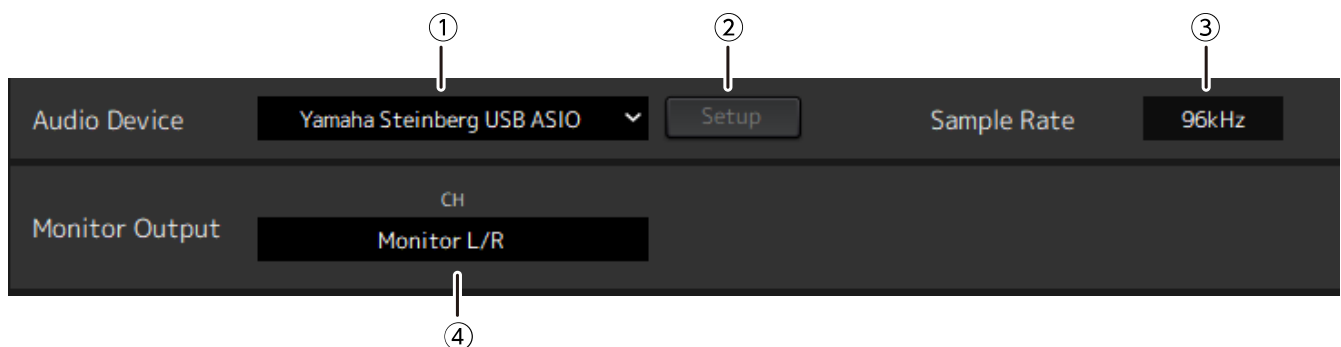 ① ② ③
Audio Device Yamaha Steinberg USB ASIO Setup Sample Rate 96kHz
CH
Monitor Output Monitor L/R
④